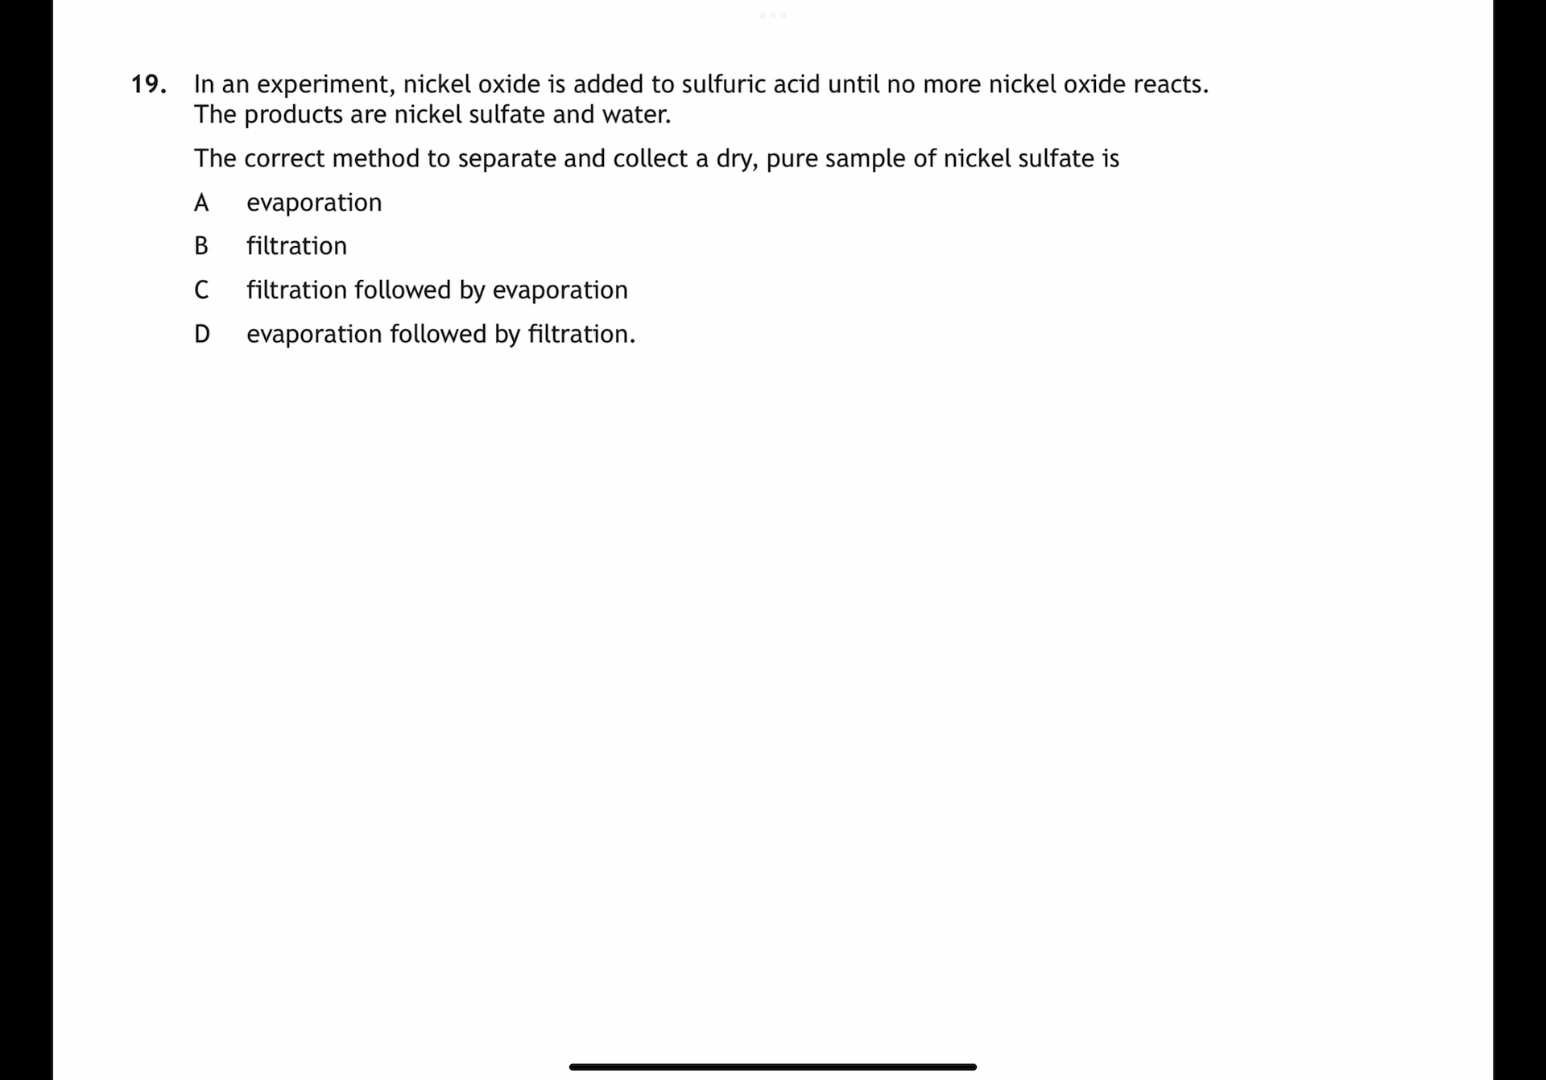 19. In an experiment, nickel oxide is added to sulfuric acid until no more nickel oxide reacts.
The products are nickel sulfate and water.
The correct method to separate and collect a dry, pure sample of nickel sulfate is
A evaporation
B filtration
C filtration followed by evaporation
D evaporation followed by filtration.